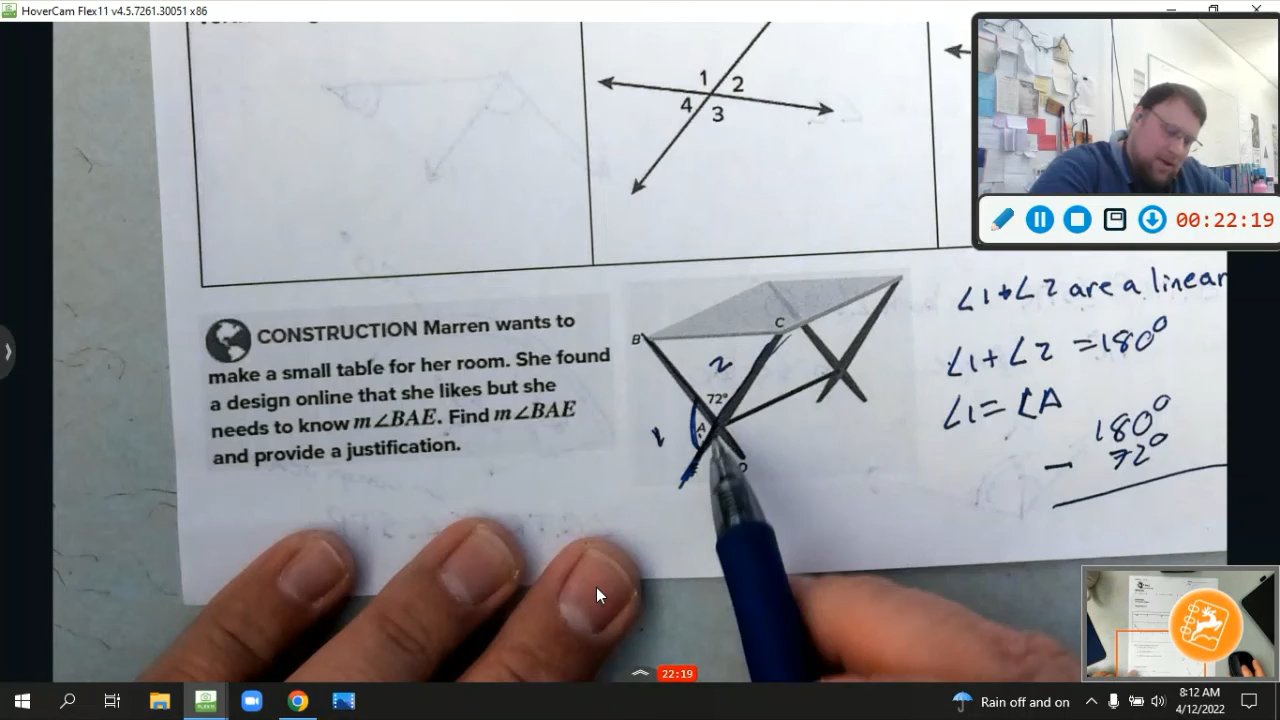 HoverCam Flex11 v4.5.7261.30051 x86
1
2
4
3
00:22:19
CONSTRUCTION Marren wants to
make a small table for her room. She found
a design online that she likes but she
needs to know m∠BAE. Find m∠BAE
and provide a justification.
B
C
2
72°
A
1
∠1+∠2 are a linear
∠1+∠2 =180°
∠1= ∠A
180°
- 72°
22:19
Rain off and on
8:12 AM
4/12/2022